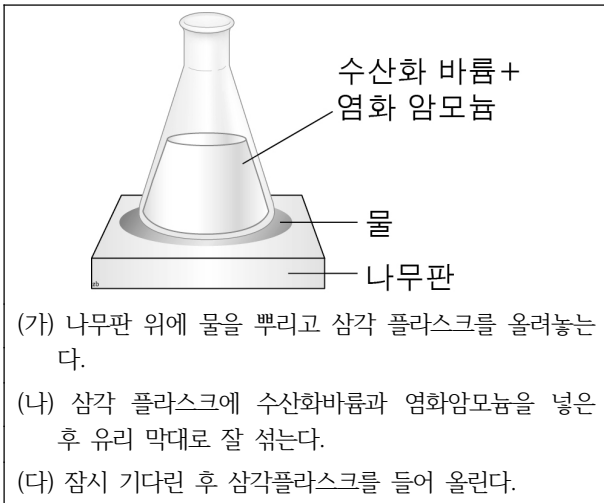 수산화 바륨+
염화 암모늄
물
나무판
(가) 나무판 위에 물을 뿌리고 삼각 플라스크를 올려놓는
다.
(나) 삼각 플라스크에 수산화바륨과 염화암모늄을 넣은
후 유리 막대로 잘 섞는다.
(다) 잠시 기다린 후 삼각플라스크를 들어 올린다.